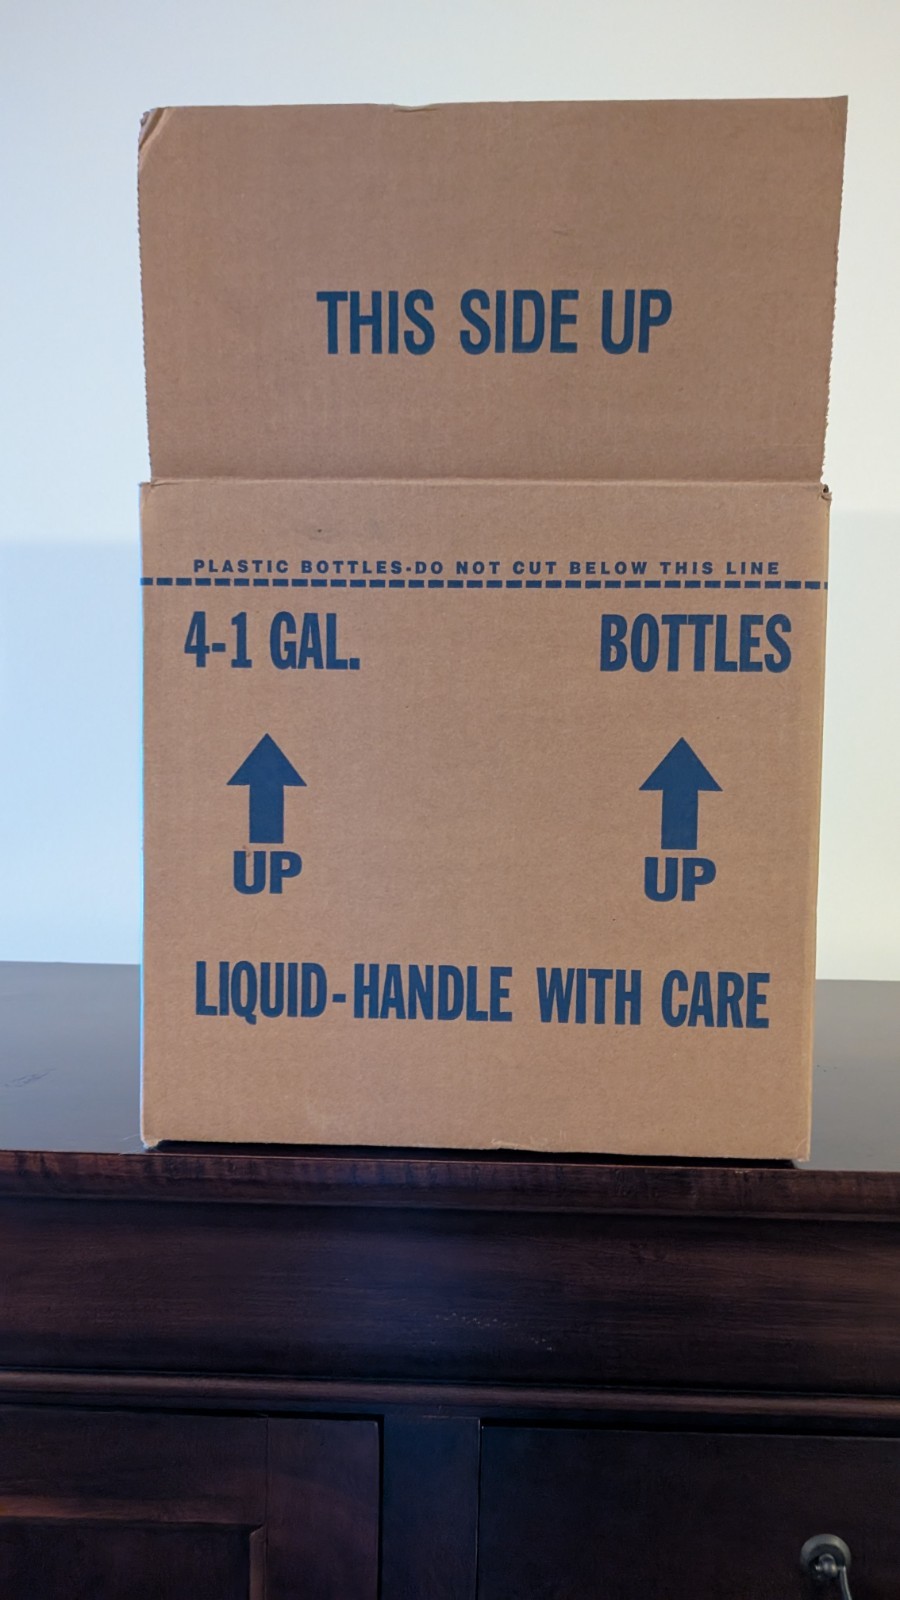 THIS SIDE UP
PLASTIC BOTTLES-DO NOT CUT BELOW THIS LINE
4-1 GAL. BOTTLES
UP UP
LIQUID-HANDLE WITH CARE